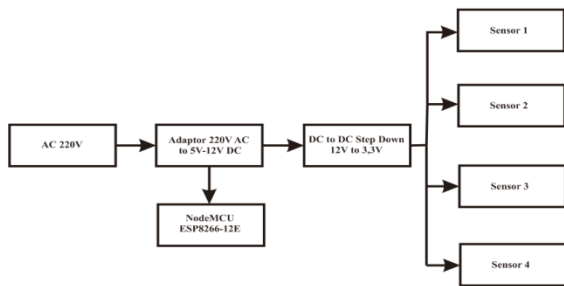 Sensor 1
Sensor 2
AC 220V
Adaptor 220V AC
to 5V-12V DC
DC to DC Step Down
12V to 3,3V
Sensor 3
NodeMCU
ESP8266-12E
Sensor 4